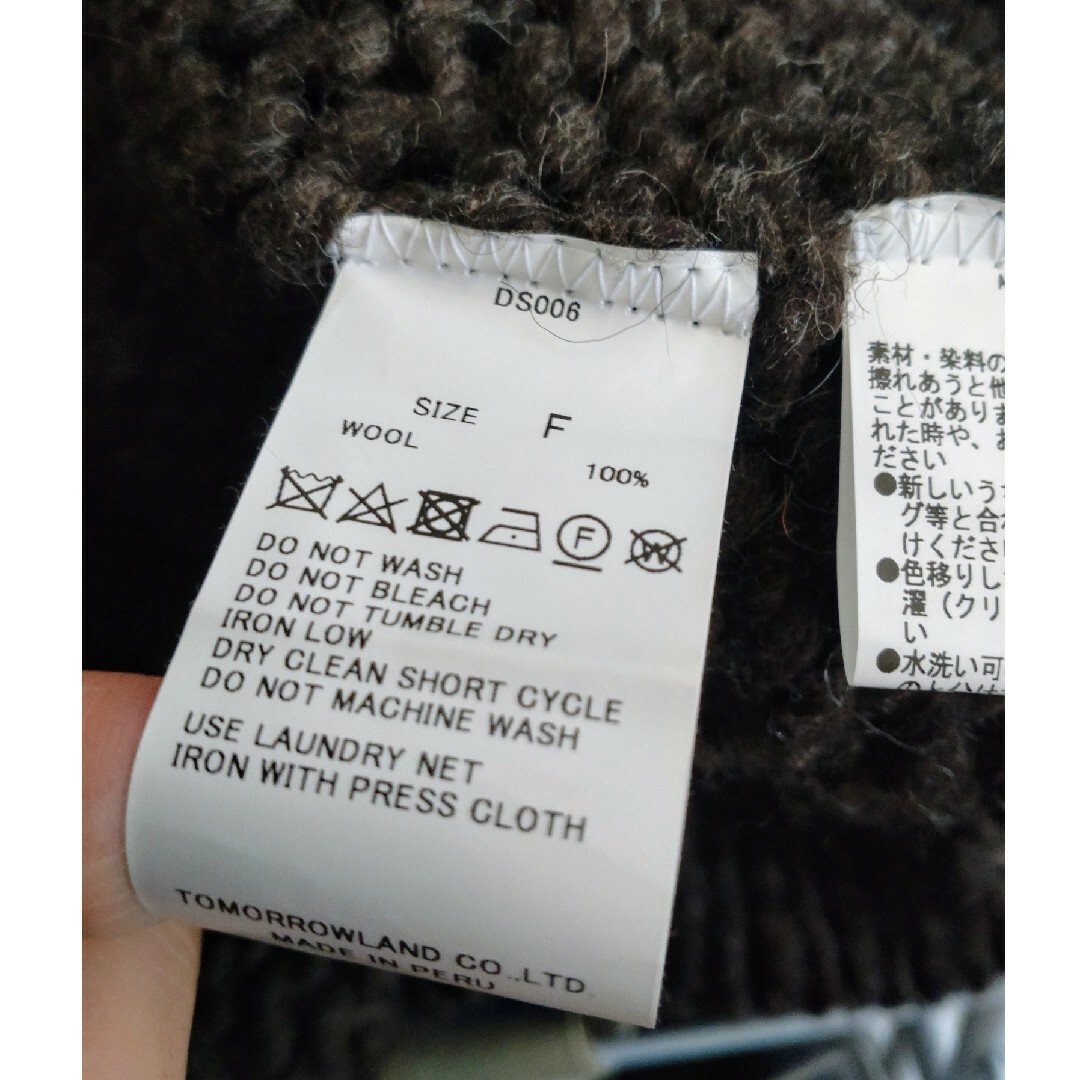 DS006
SIZE F
WOOL 100%
F W
DO NOT WASH
DO NOT BLEACH
DO NOT TUMBLE DRY
IRON LOW
DRY CLEAN SHORT CYCLE
DO NOT MACHINE WASH
USE LAUNDRY NET
IRON WITH PRESS CLOTH
TOMORROWLAND CO.,LTD.
MADE IN PERU
素材・染料の
擦れあうと他
ことがありま
れた時や、お
ださい
●新しいうち
グ等と合わ
けください
●色移りし
濯（クリ
い
●水洗い可